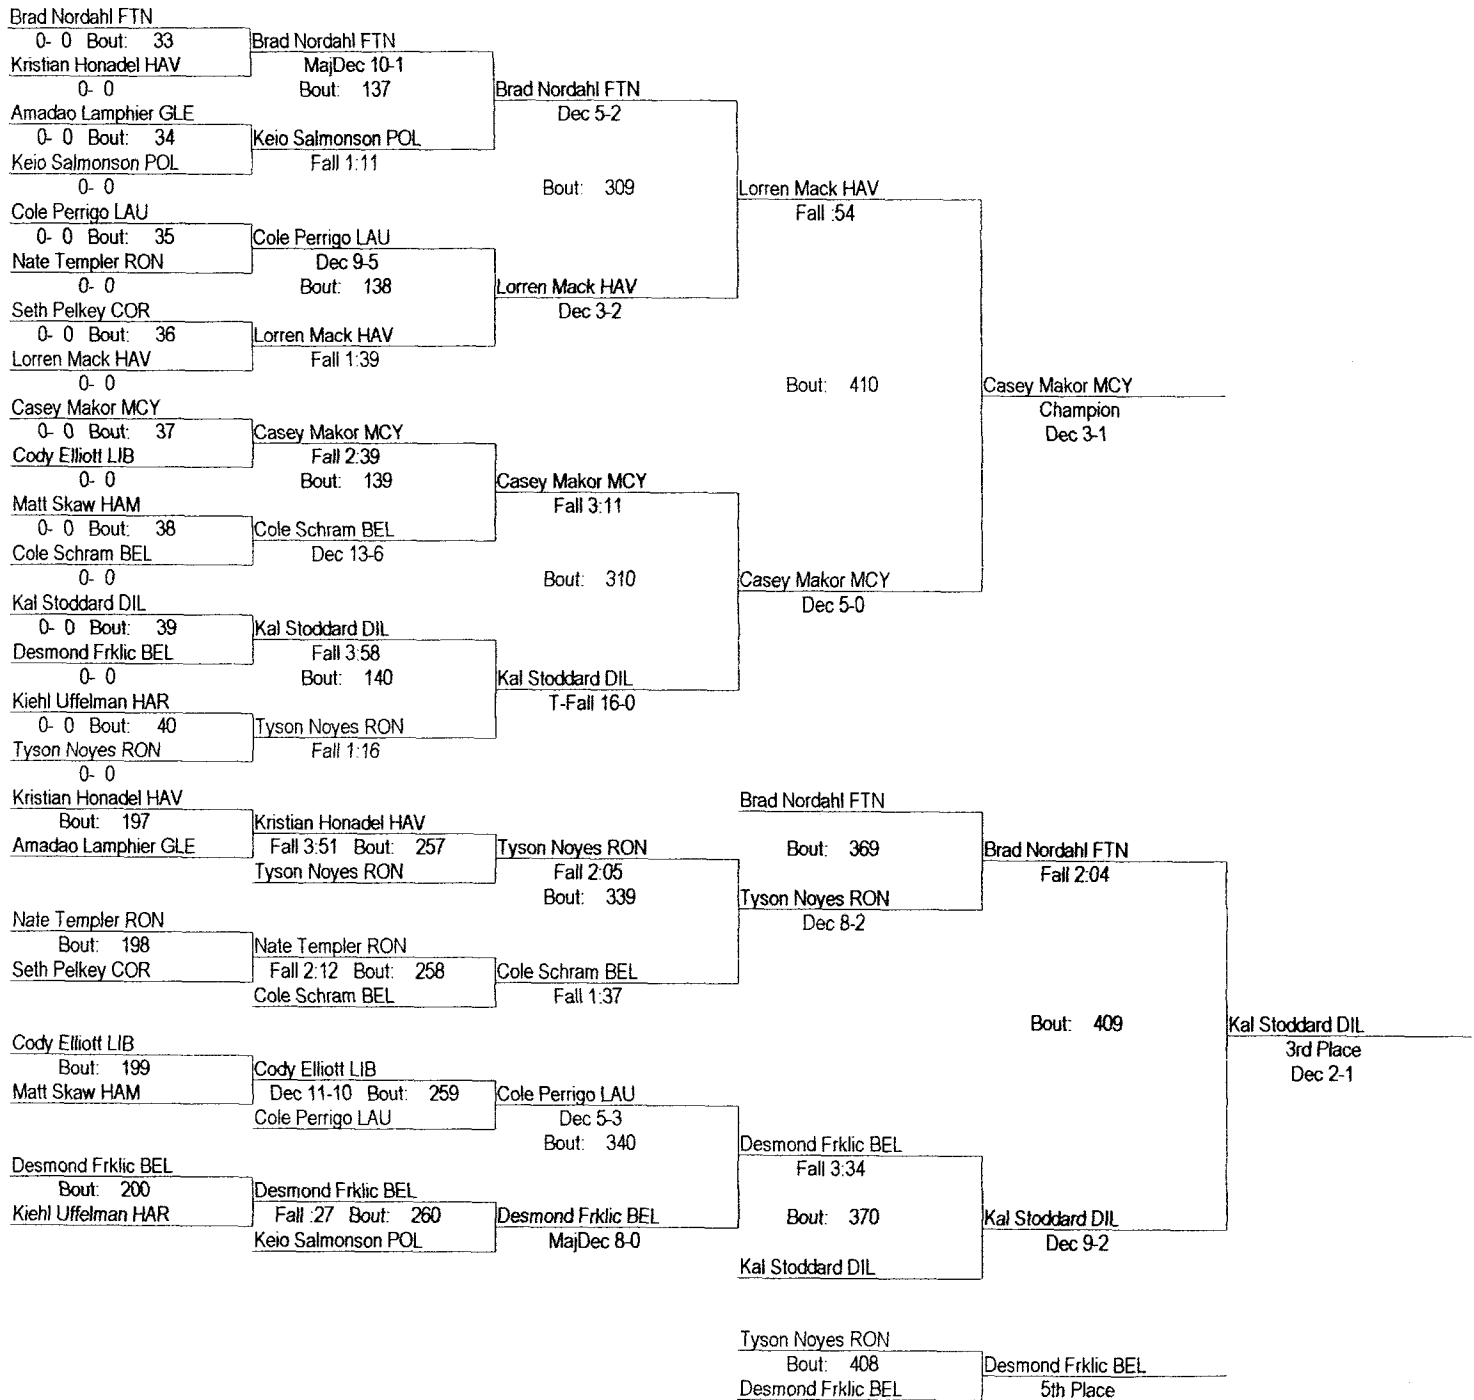 Brad Nordahl FTN
0- 0 Bout: 33
Kristian Honadel HAV
0- 0
Amadao Lamphier GLE
0- 0 Bout: 34
Keio Salmonson POL
0- 0
Cole Perrigo LAU
0- 0 Bout: 35
Nate Templer RON
0- 0
Seth Pelkey COR
0- 0 Bout: 36
Lorren Mack HAV
0- 0
Casey Makor MCY
0- 0 Bout: 37
Cody Elliott LIB
0- 0
Matt Skaw HAM
0- 0 Bout: 38
Cole Schram BEL
0- 0
Kal Stoddard DIL
0- 0 Bout: 39
Desmond Frklic BEL
0- 0
Kiehl Uffelman HAR
0- 0 Bout: 40
Tyson Noyes RON
0- 0
Brad Nordahl FTN
MajDec 10-1
Bout: 137
Keio Salmonson POL
Fall 1:11
Cole Perrigo LAU
Dec 9-5
Bout: 138
Lorren Mack HAV
Fall 1:39
Casey Makor MCY
Fall 2:39
Bout: 139
Cole Schram BEL
Dec 13-6
Kal Stoddard DIL
Fall 3:58
Bout: 140
Tyson Noyes RON
Fall 1:16
Brad Nordahl FTN
Dec 5-2
Bout: 309
Lorren Mack HAV
Dec 3-2
Casey Makor MCY
Fall 3:11
Bout: 310
Kal Stoddard DIL
T-Fall 16-0
Lorren Mack HAV
Fall :54
Bout: 410
Casey Makor MCY
Dec 5-0
Casey Makor MCY
Champion
Dec 3-1
Kristian Honadel HAV
Bout: 197
Amadao Lamphier GLE
Nate Templer RON
Bout: 198
Seth Pelkey COR
Cody Elliott LIB
Bout: 199
Matt Skaw HAM
Desmond Frklic BEL
Bout: 200
Kiehl Uffelman HAR
Kristian Honadel HAV
Fall 3:51 Bout: 257
Tyson Noyes RON
Nate Templer RON
Fall 2:12 Bout: 258
Cole Schram BEL
Cody Elliott LIB
Dec 11-10 Bout: 259
Cole Perrigo LAU
Desmond Frklic BEL
Fall :27 Bout: 260
Keio Salmonson POL
Tyson Noyes RON
Fall 2:05
Bout: 339
Cole Schram BEL
Fall 1:37
Cole Perrigo LAU
Dec 5-3
Bout: 340
Desmond Frklic BEL
MajDec 8-0
Brad Nordahl FTN
Bout: 369
Tyson Noyes RON
Dec 8-2
Desmond Frklic BEL
Fall 3:34
Bout: 370
Kal Stoddard DIL
Brad Nordahl FTN
Fall 2:04
Bout: 409
Kal Stoddard DIL
Dec 9-2
Kal Stoddard DIL
3rd Place
Dec 2-1
Tyson Noyes RON
Bout: 408
Desmond Frklic BEL
Desmond Frklic BEL
5th Place